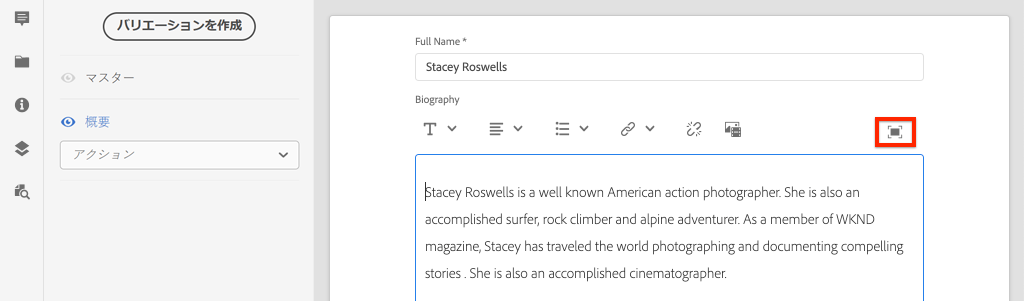 バリエーションを作成
マスター
概要
アクション
Full Name *
Stacey Roswells
Biography
Stacey Roswells is a well known American action photographer. She is also an
accomplished surfer, rock climber and alpine adventurer. As a member of WKND
magazine, Stacey has traveled the world photographing and documenting compelling
stories . She is also an accomplished cinematographer.